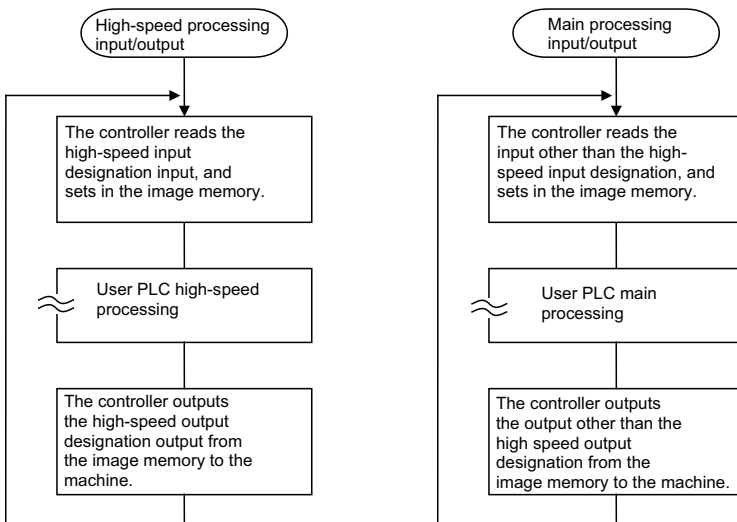 High-speed processing
input/output
The controller reads the
high-speed input
designation input, and
sets in the image memory.
User PLC high-speed
processing
The controller outputs
the high-speed output
designation output from
the image memory to the
machine.
Main processing
input/output
The controller reads the
input other than the high-
speed input designation, and
sets in the image memory.
User PLC main
processing
The controller outputs
the output other than the
high speed output
designation from the
image memory to the machine.